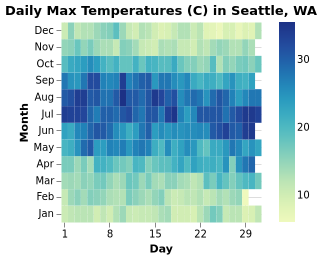 Daily Max Temperatures (C) in Seattle, WA
Dec
Nov
Oct
Sep
Aug
Jul
Jun
May
Apr
Mar
Feb
Jan
Month
1 8 15 22 29
Day
30
20
10